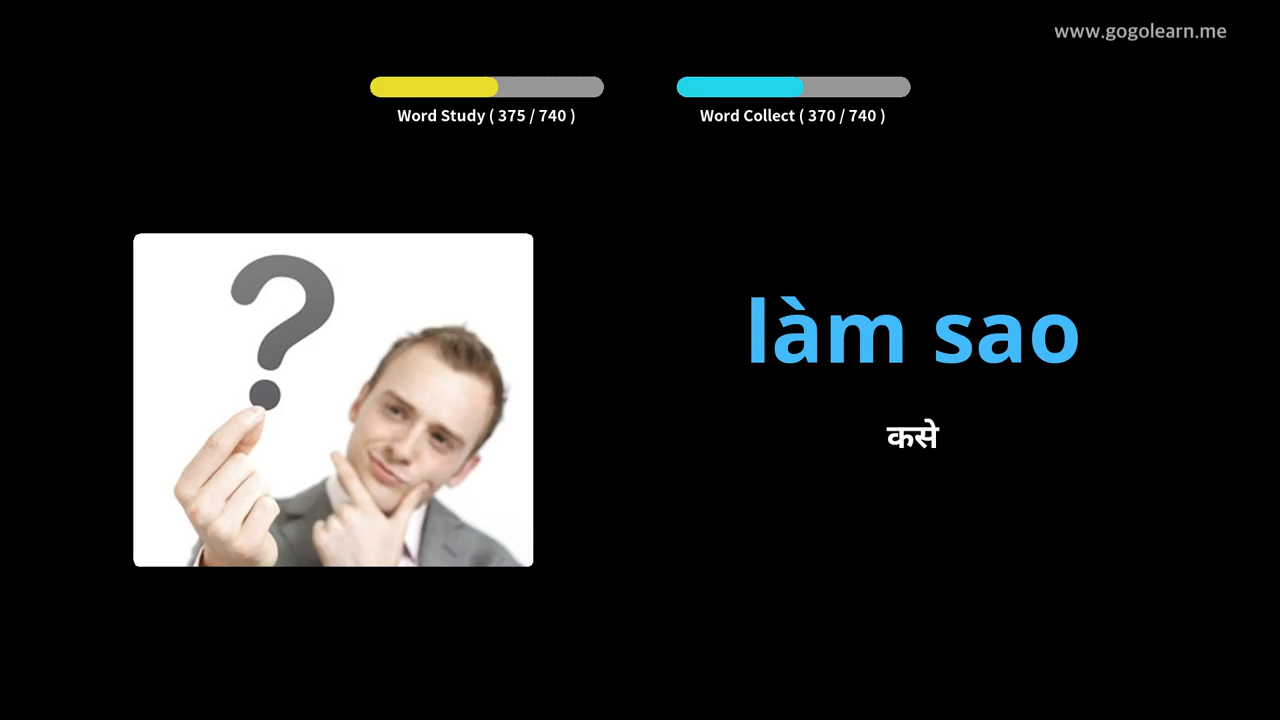 www.gogolearn.me
Word Study ( 375 / 740 )
Word Collect ( 370 / 740 )
?
làm sao
कसे